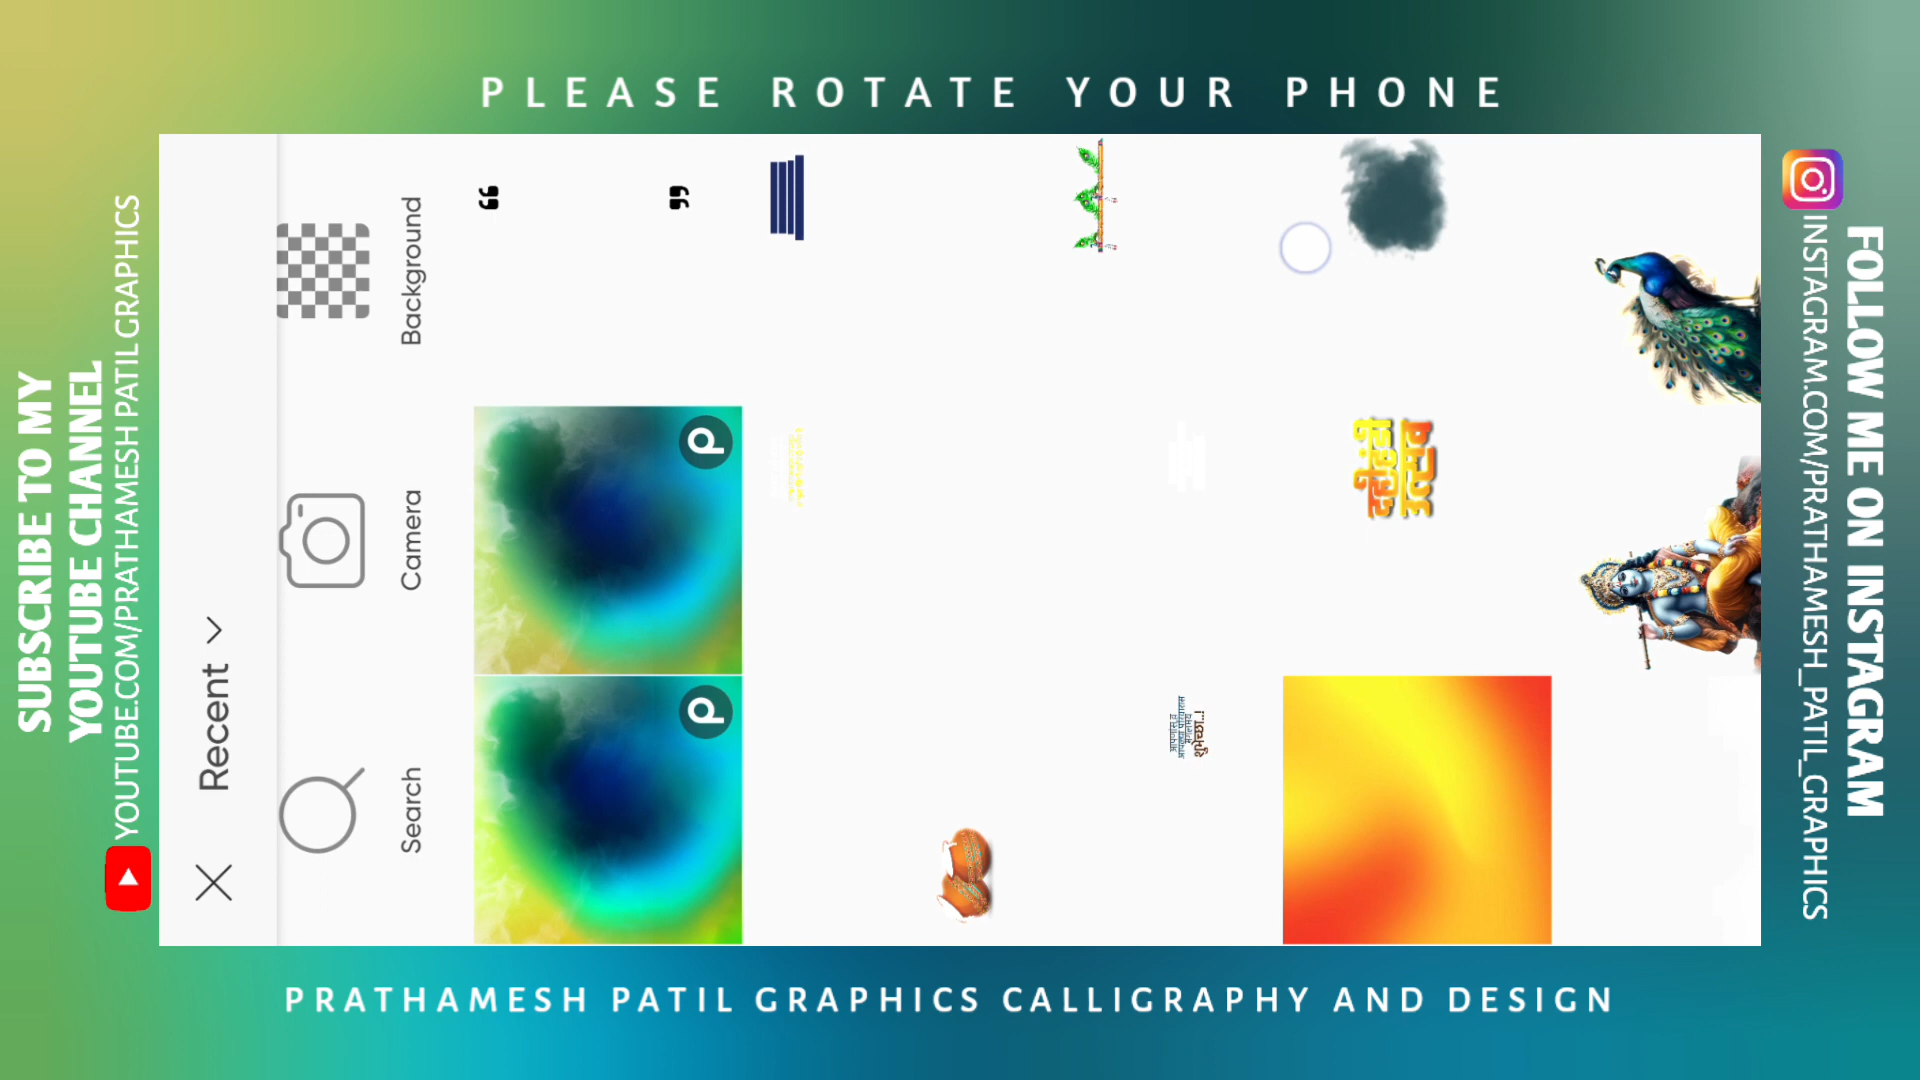 PLEASE ROTATE YOUR PHONE
SUBSCRIBE TO MY
YOUTUBE CHANNEL
YOUTUBE.COM/PRATHAMESH PATIL GRAPHICS
Recent
Search
Camera
Background
FOLLOW ME ON INSTAGRAM
INSTAGRAM.COM/PRATHAMESH_PATIL_GRAPHICS
PRATHAMESH PATIL GRAPHICS CALLIGRAPHY AND DESIGN